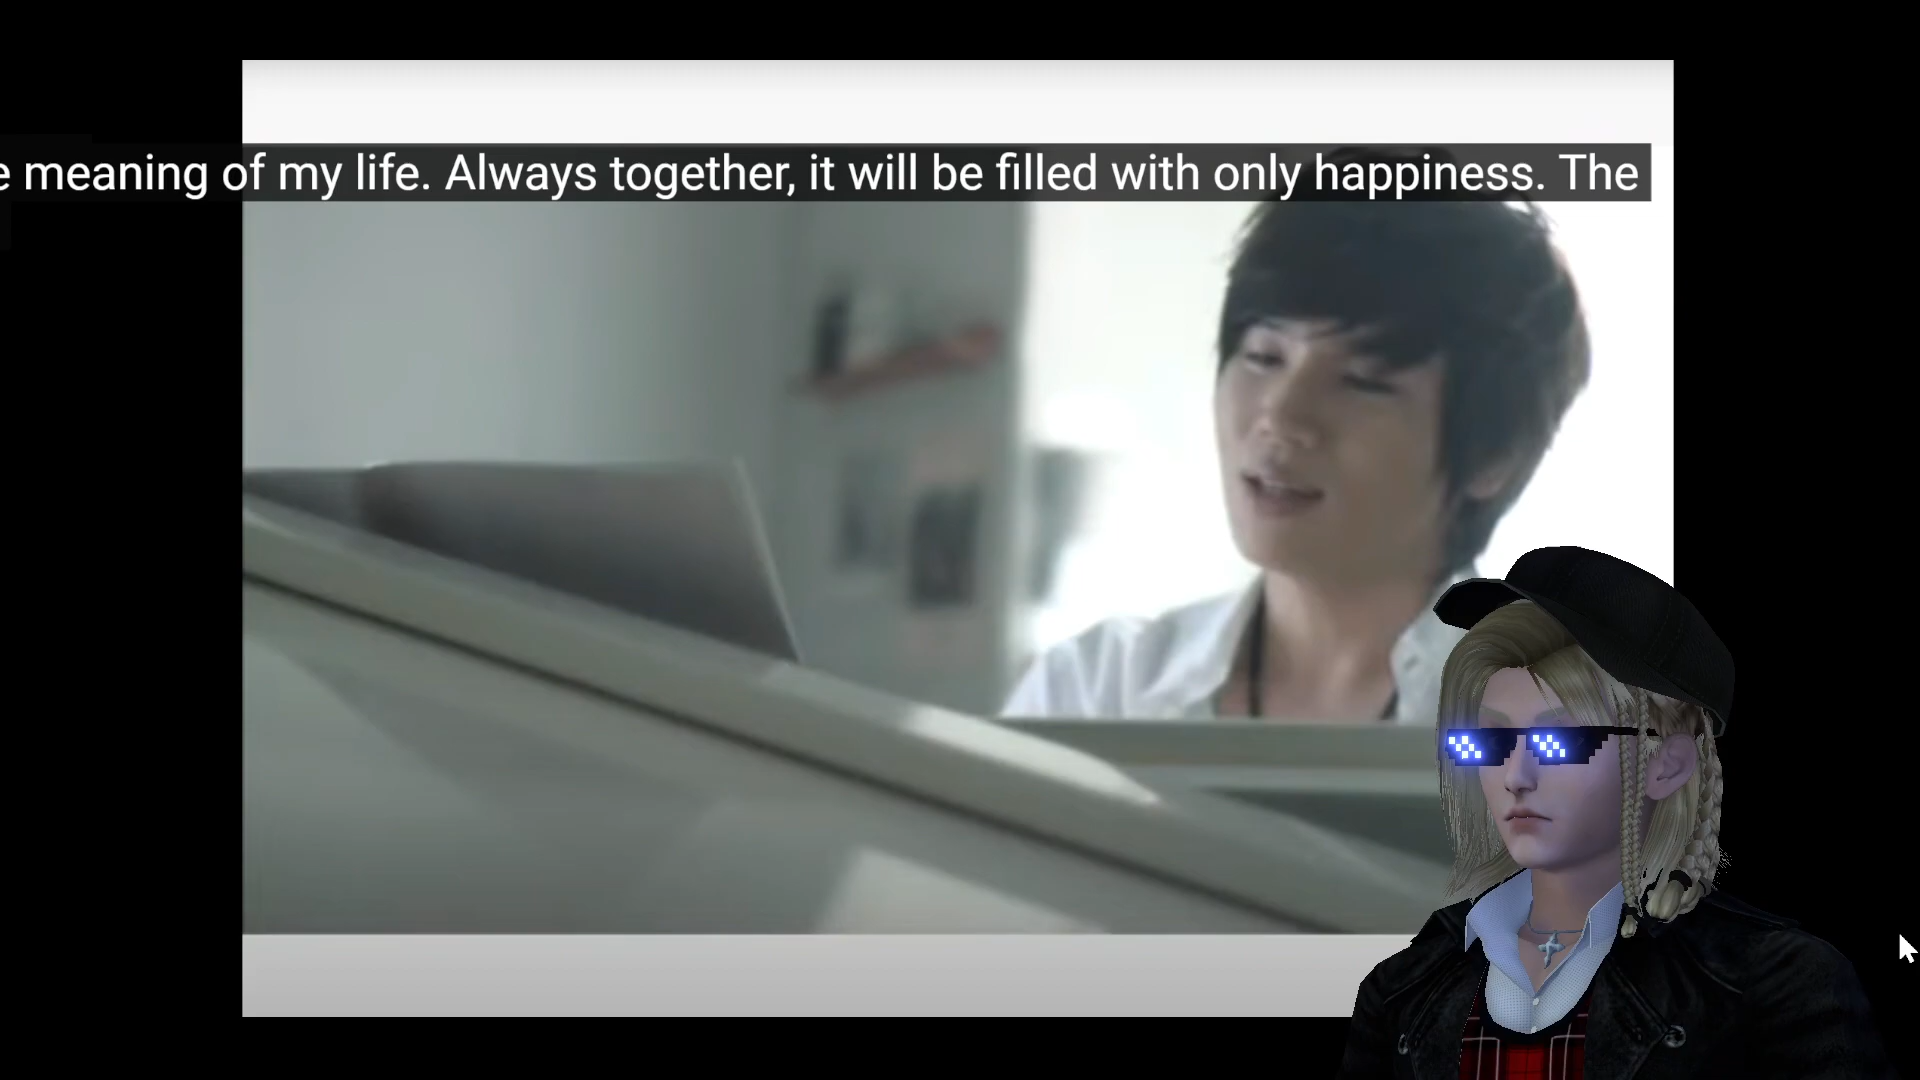 meaning of my life. Always together, it will be filled with only happiness. The